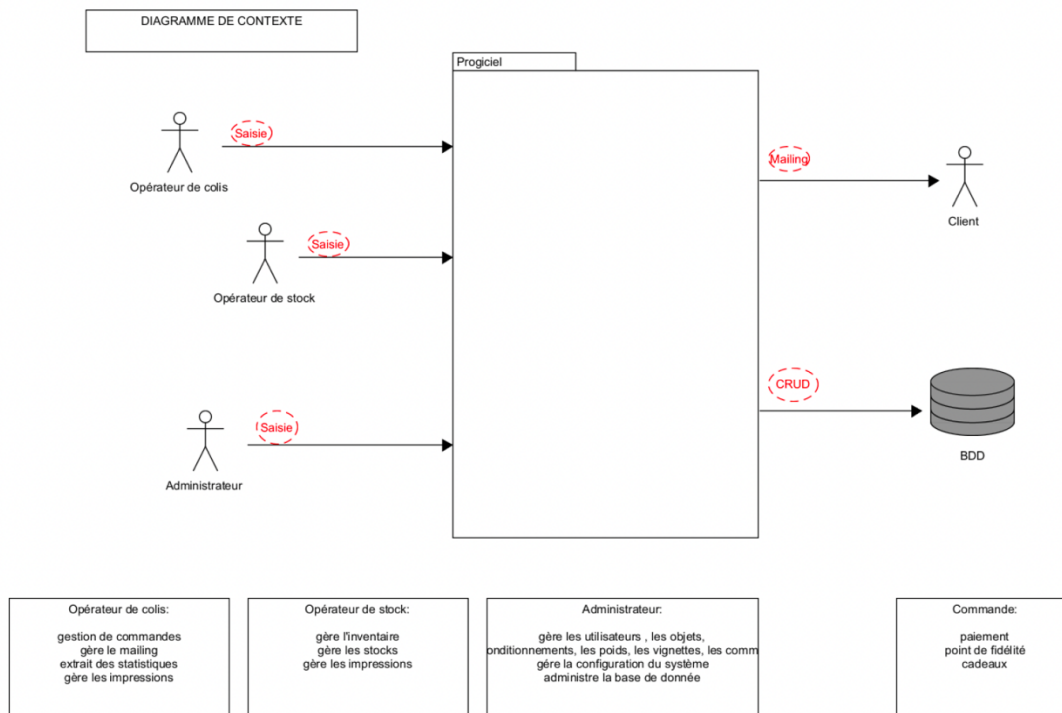 DIAGRAMME DE CONTEXTE
Progiciel
Saisie
Opérateur de colis
Mailing
Client
Saisie
Opérateur de stock
CRUD
BDD
Saisie
Administrateur
Opérateur de colis:
gestion de commandes
gère le mailing
extrait des statistiques
gère les impressions
Opérateur de stock:
gère l'inventaire
gère les stocks
gère les impressions
Administrateur:
gère les utilisateurs , les objets,
onditionnements, les poids, les vignettes, les comm
gére la configuration du système
administre la base de donnée
Commande:
paiement
point de fidélité
cadeaux